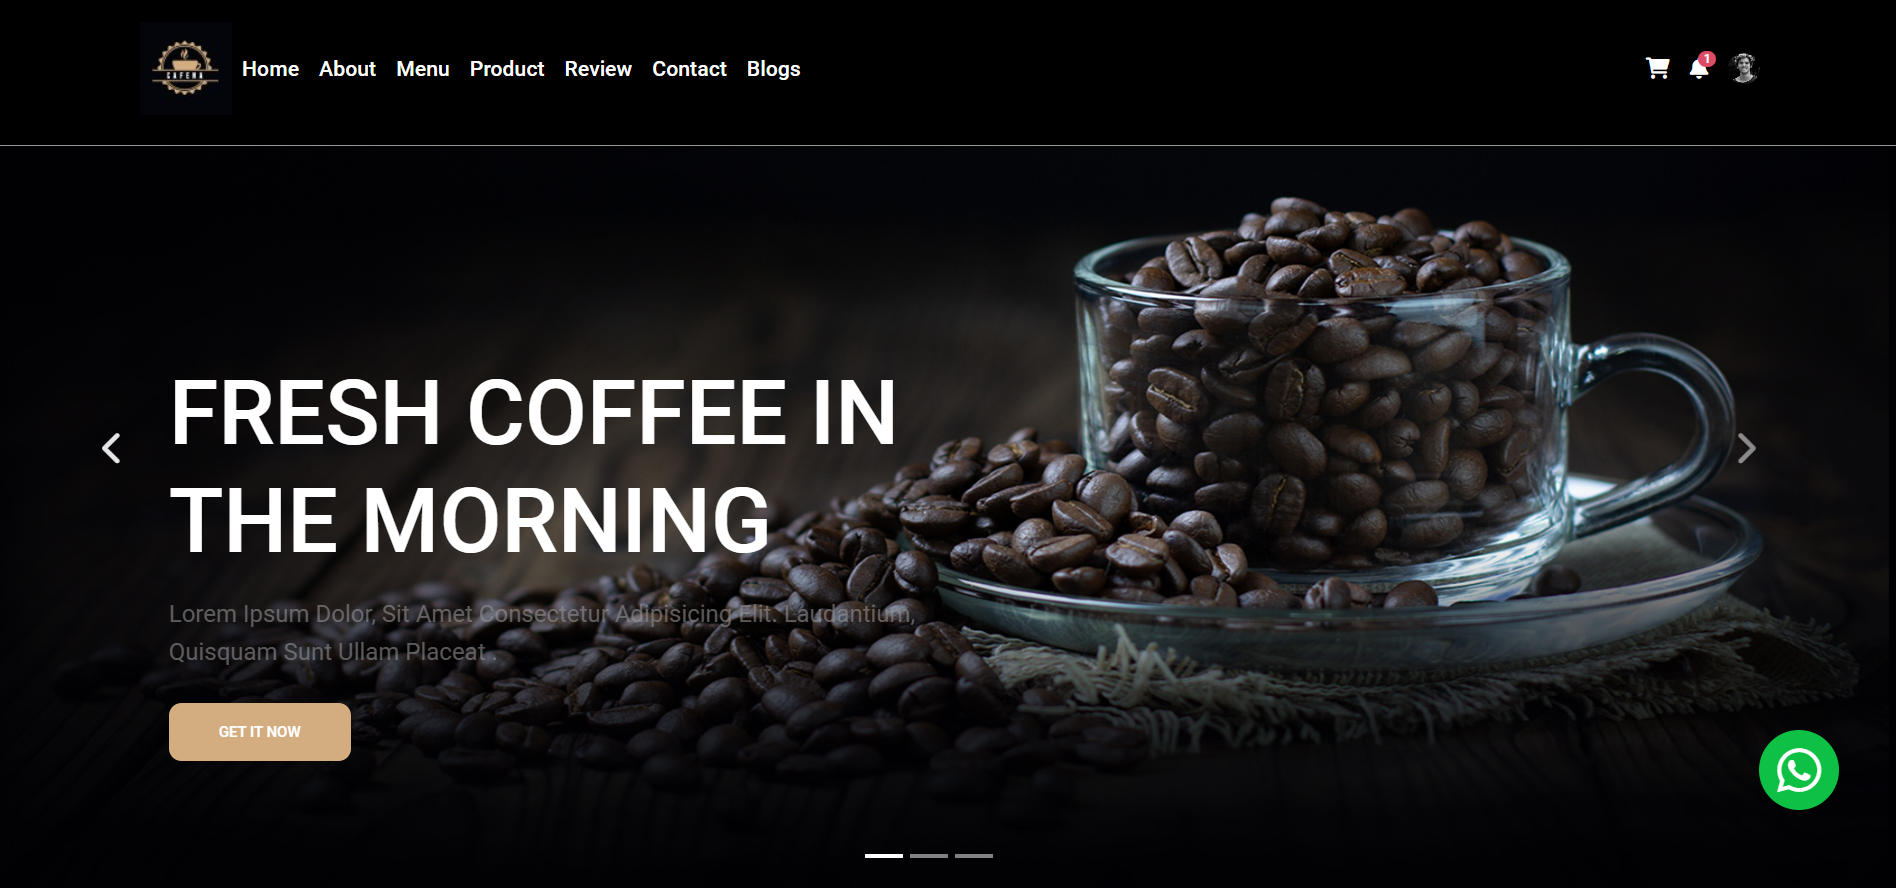 CAFENA
Home About Menu Product Review Contact Blogs
1
FRESH COFFEE IN
THE MORNING
Lorem Ipsum Dolor, Sit Amet Consectetur Adipisicing Elit. Laudantium,
Quisquam Sunt Ullam Placeat .
GET IT NOW